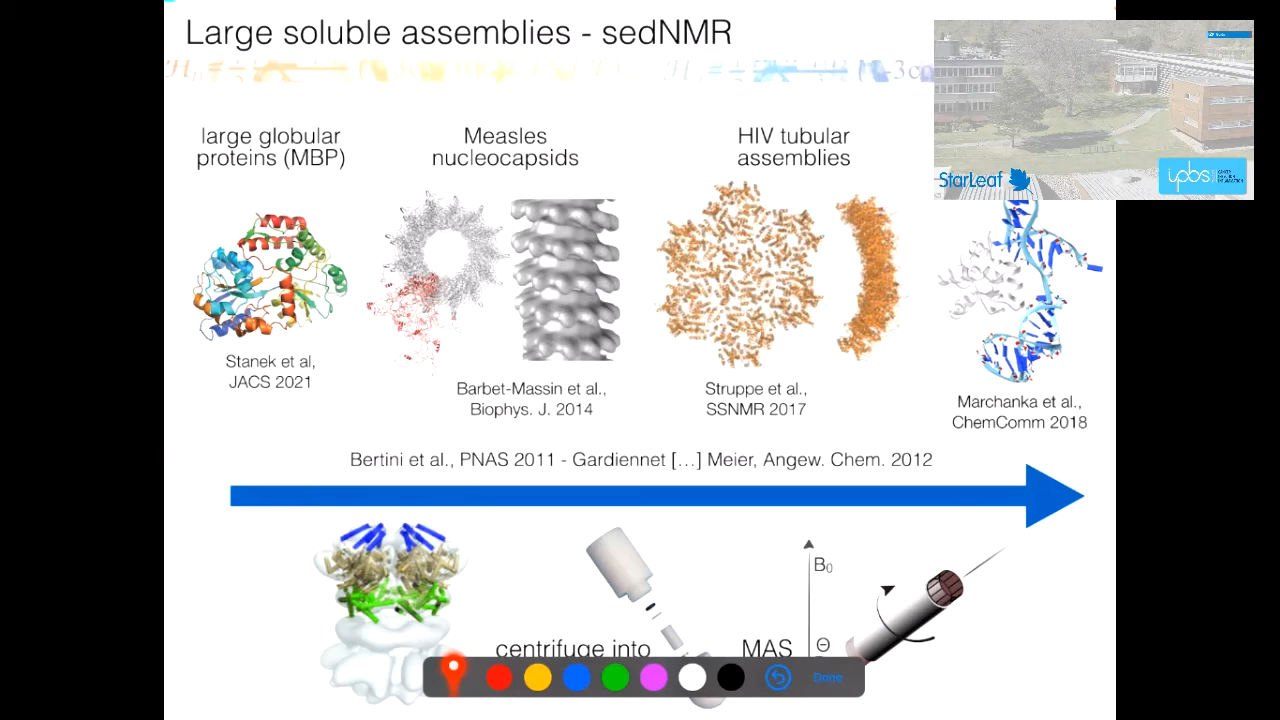 Large soluble assemblies - sedNMR
large globular
proteins (MBP)
Measles
nucleocapsids
HIV tubular
assemblies
StarLeaf
ipbs
Stanek et al,
JACS 2021
Barbet-Massin et al.,
Biophys. J. 2014
Struppe et al.,
SSNMR 2017
Marchanka et al.,
ChemComm 2018
Bertini et al., PNAS 2011 - Gardiennet [...] Meier, Angew. Chem. 2012
B₀
Θ
centrifuge into
MAS
Done